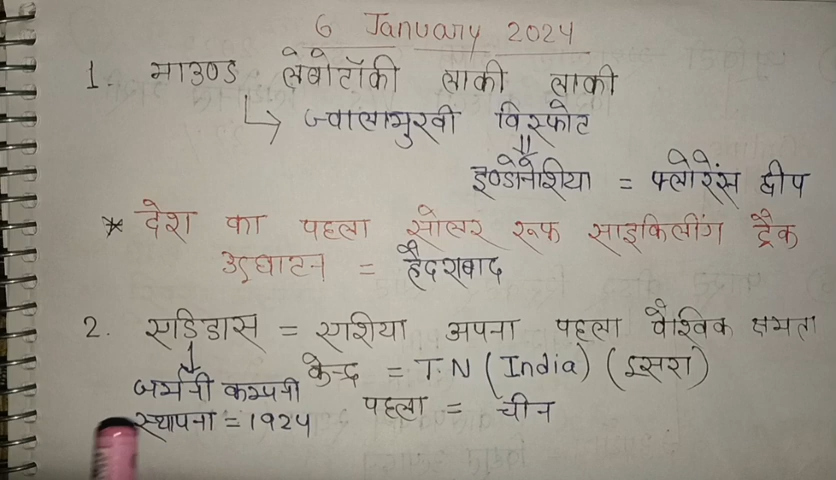 6 January 2024
1. माउण्ड लेबोटॉकी लाकी लाकी
↳ ज्वालामुखी विस्फोट
इण्डोनेशिया = फ्लोरेंस द्वीप
* देश का पहला सोलर रूफ साइकिलींग ट्रैक
उद्घाटन = हैदराबाद
2. एडिडास = एशिया अपना पहला वैश्विक क्षमता
केन्द्र = T.N (India) (दूसरा)
जर्मनी कम्पनी
पहला = चीन
स्थापना = 1924